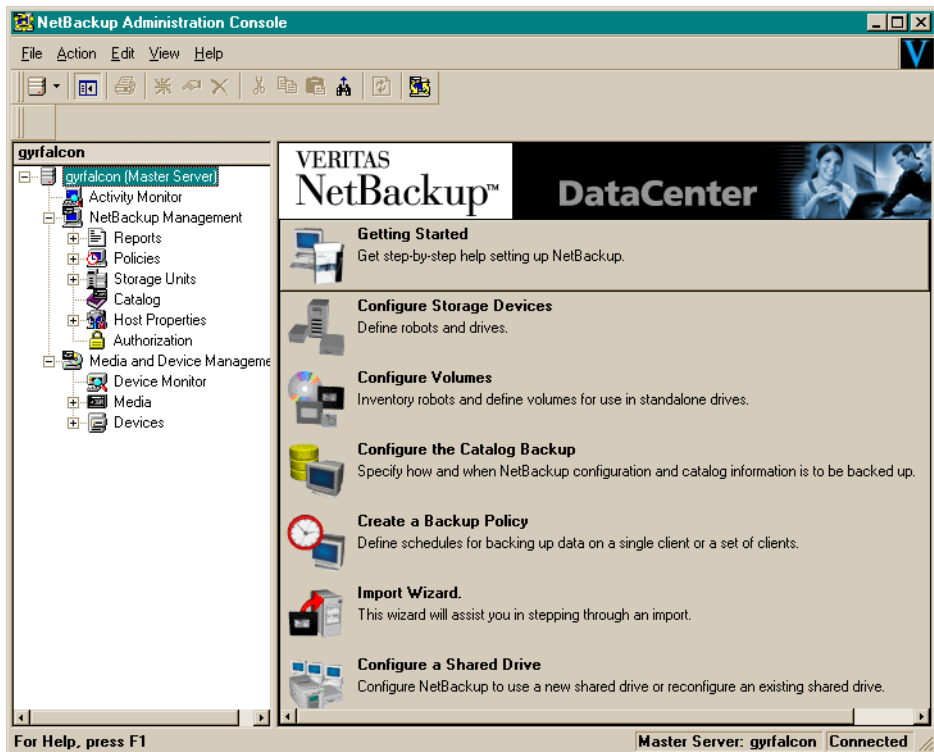 NetBackup Administration Console
File Action Edit View Help
V
gyrfalcon
gyrfalcon (Master Server)
Activity Monitor
NetBackup Management
Reports
Policies
Storage Units
Catalog
Host Properties
Authorization
Media and Device Manageme
Device Monitor
Media
Devices
VERITAS
NetBackup™
DataCenter
Getting Started
Get step-by-step help setting up NetBackup.
Configure Storage Devices
Define robots and drives.
Configure Volumes
Inventory robots and define volumes for use in standalone drives.
Configure the Catalog Backup
Specify how and when NetBackup configuration and catalog information is to be backed up.
Create a Backup Policy
Define schedules for backing up data on a single client or a set of clients.
Import Wizard.
This wizard will assist you in stepping through an import.
Configure a Shared Drive
Configure NetBackup to use a new shared drive or reconfigure an existing shared drive.
For Help, press F1
Master Server: gyrfalcon
Connected